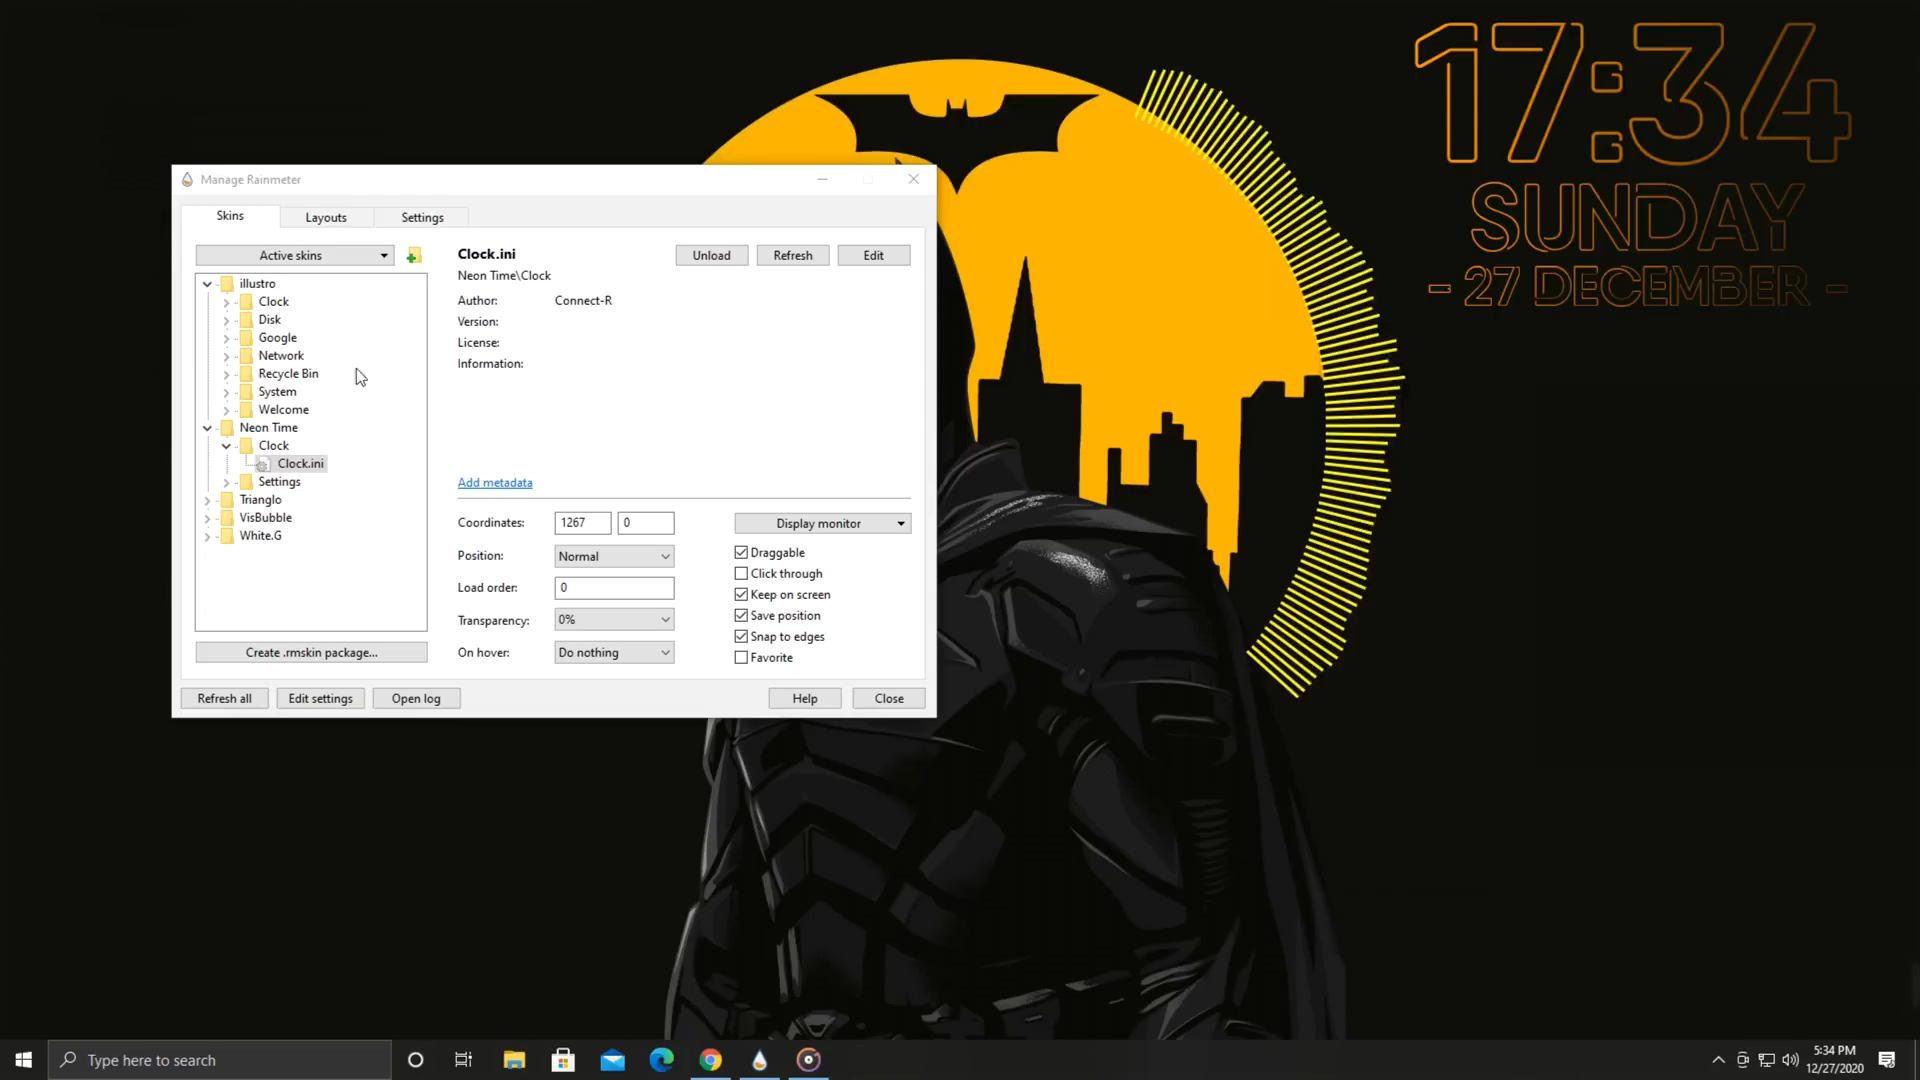 17:34
SUNDAY
- 27 DECEMBER -
Manage Rainmeter
Skins
Layouts
Settings
Active skins
illustro
Clock
Disk
Google
Network
Recycle Bin
System
Welcome
Neon Time
Clock
Clock.ini
Settings
Trianglo
VisBubble
White.G
Create .rmskin package...
Clock.ini
Unload
Refresh
Edit
Neon Time\Clock
Author: Connect-R
Version:
License:
Information:
Add metadata
Coordinates: 1267 0
Position: Normal
Load order: 0
Transparency: 0%
On hover: Do nothing
Display monitor
Draggable
Click through
Keep on screen
Save position
Snap to edges
Favorite
Refresh all
Edit settings
Open log
Help
Close
Type here to search
5:34 PM
12/27/2020